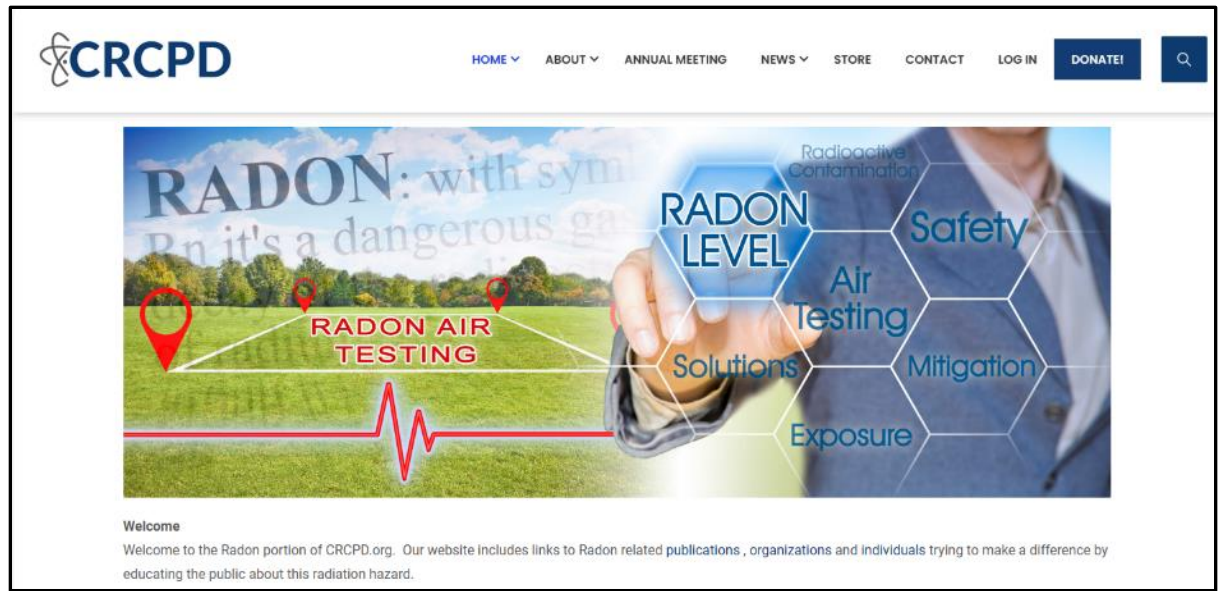 CRCPD
HOME ABOUT ANNUAL MEETING NEWS STORE CONTACT LOG IN DONATE!
RADON: with sym
Rn it's a dangerous gas
RADON AIR
TESTING
Radioactive
Contamination
RADON
LEVEL
Safety
Air
Testing
Solutions
Mitigation
Exposure
Welcome
Welcome to the Radon portion of CRCPD.org. Our website includes links to Radon related publications , organizations and individuals trying to make a difference by
educating the public about this radiation hazard.